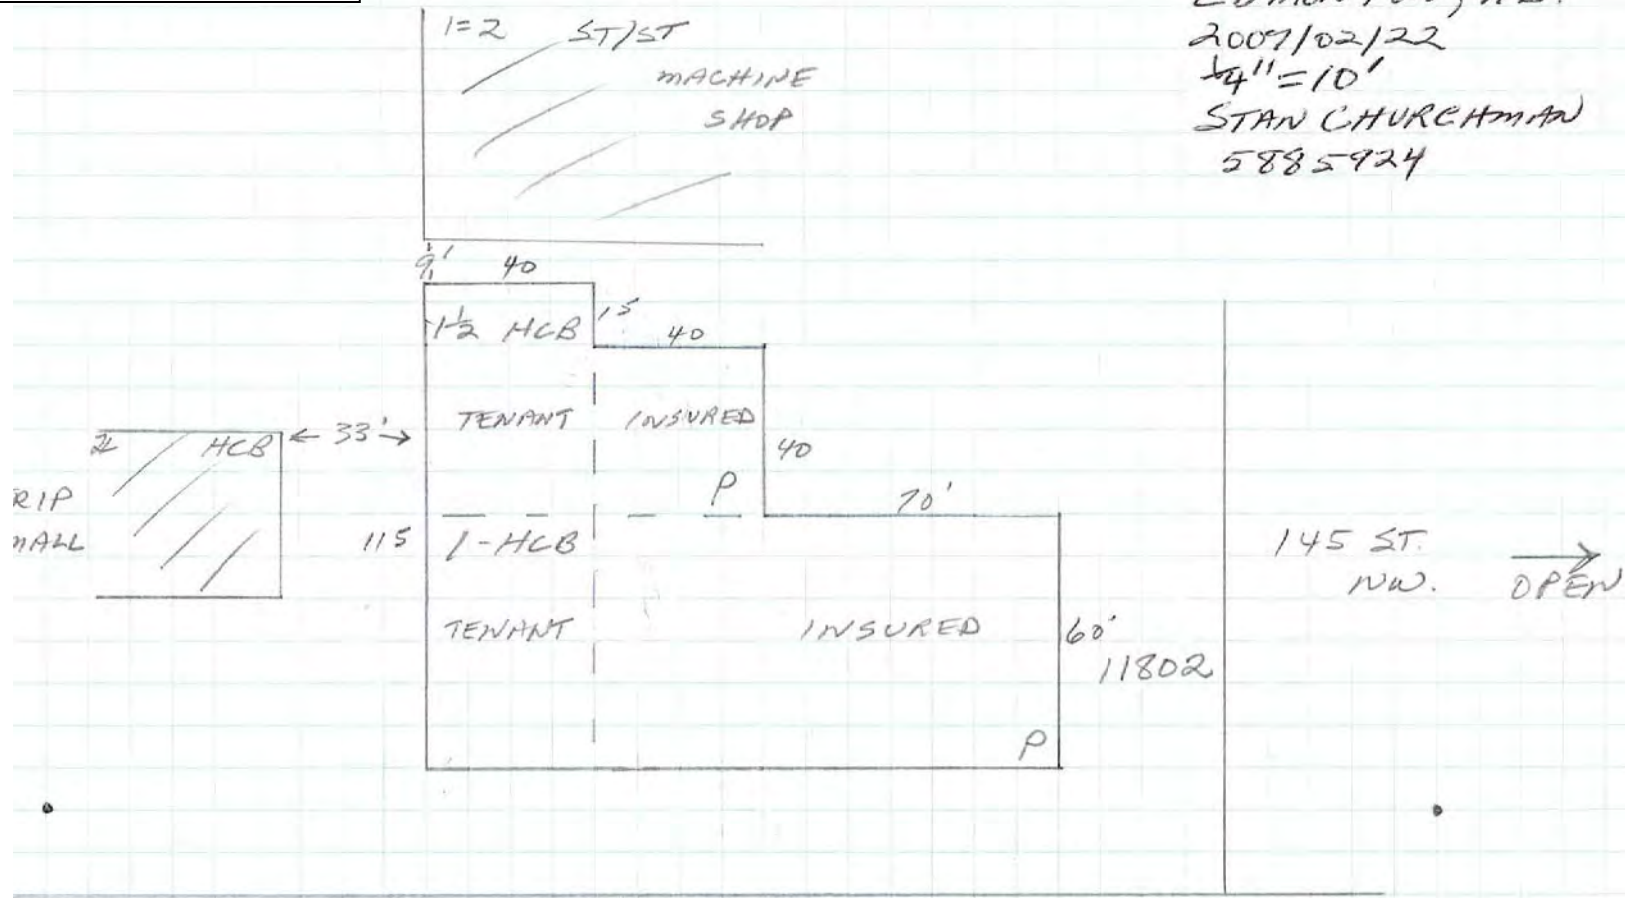 2007/02/22
1/4" = 10'
STAN CHURCHMAN
5885924
1=2 ST/ST
MACHINE
SHOP
9' 40
1 1/2 HCB 15
40
TENANT INSURED
← 33' →
HCB
40
P
70'
RIP
MALL
115
1-HCB
145 ST.
NW.
OPEN
TENANT INSURED
60'
11802
P